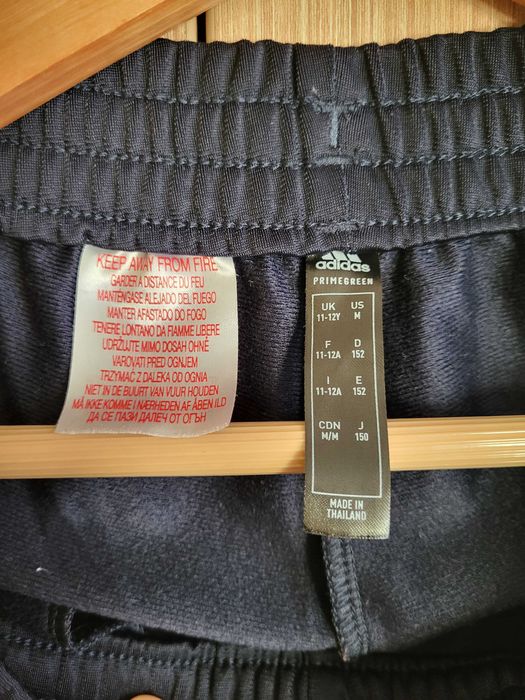 KEEP AWAY FROM FIRE
GARDER A DISTANCE DU FEU
MANTENGASE ALEJADO DEL FUEGO
MANTER AFASTADO DO FOGO
TENERE LONTANO DA FIAMME LIBERE
UDRŽUJTE MIMO DOSAH OHNĚ
VAROVATI PRED OGNJEM
TRZYMAĆ Z DALEKA OD OGNIA
NIET IN DE BUURT VAN VUUR HOUDEN
MÅ IKKE KOMME I NÆRHEDEN AF ÅBEN ILD
ДА СЕ ПАЗИ ДАЛЕЧ ОТ ОГЪН
adidas
PRIMEGREEN
UK US
11-12Y M
F D
11-12A 152
I E
11-12A 152
CDN J
M/M 150
MADE IN
THAILAND